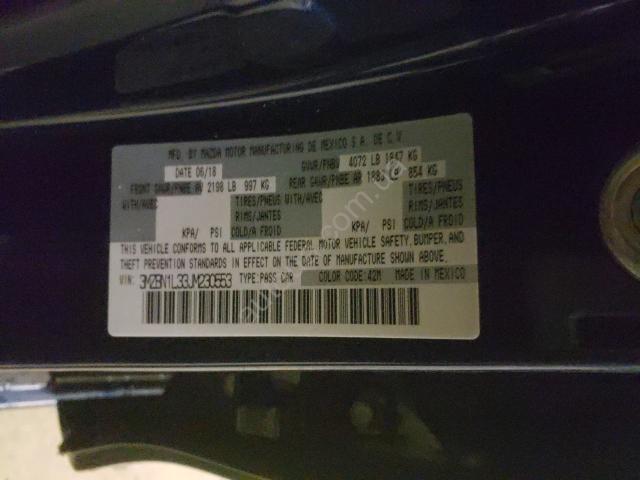 MFD. BY MAZDA MOTOR MANUFACTURING DE MEXICO S.A. DE C.V.
DATE 06/18 GVWR/PNBV 4072 LB 1847 KG
FRONT GAWR/PNBE AV 2198 LB 997 KG REAR GAWR/PNBE AR 1883 LB 854 KG
WITH/AVEC TIRES/PNEUS WITH/AVEC TIRES/PNEUS
RIMS/JANTES RIMS/JANTES
KPA/ PSI COLD/A FROID KPA/ PSI COLD/A FROID
THIS VEHICLE CONFORMS TO ALL APPLICABLE FEDERAL MOTOR VEHICLE SAFETY, BUMPER, AND
THEFT PREVENTION STANDARDS IN EFFECT ON THE DATE OF MANUFACTURE SHOWN ABOVE.
VIN: 3MZBN1L33JM230553 TYPE:PASS CAR COLOR CODE:42M MADE IN MEXICO